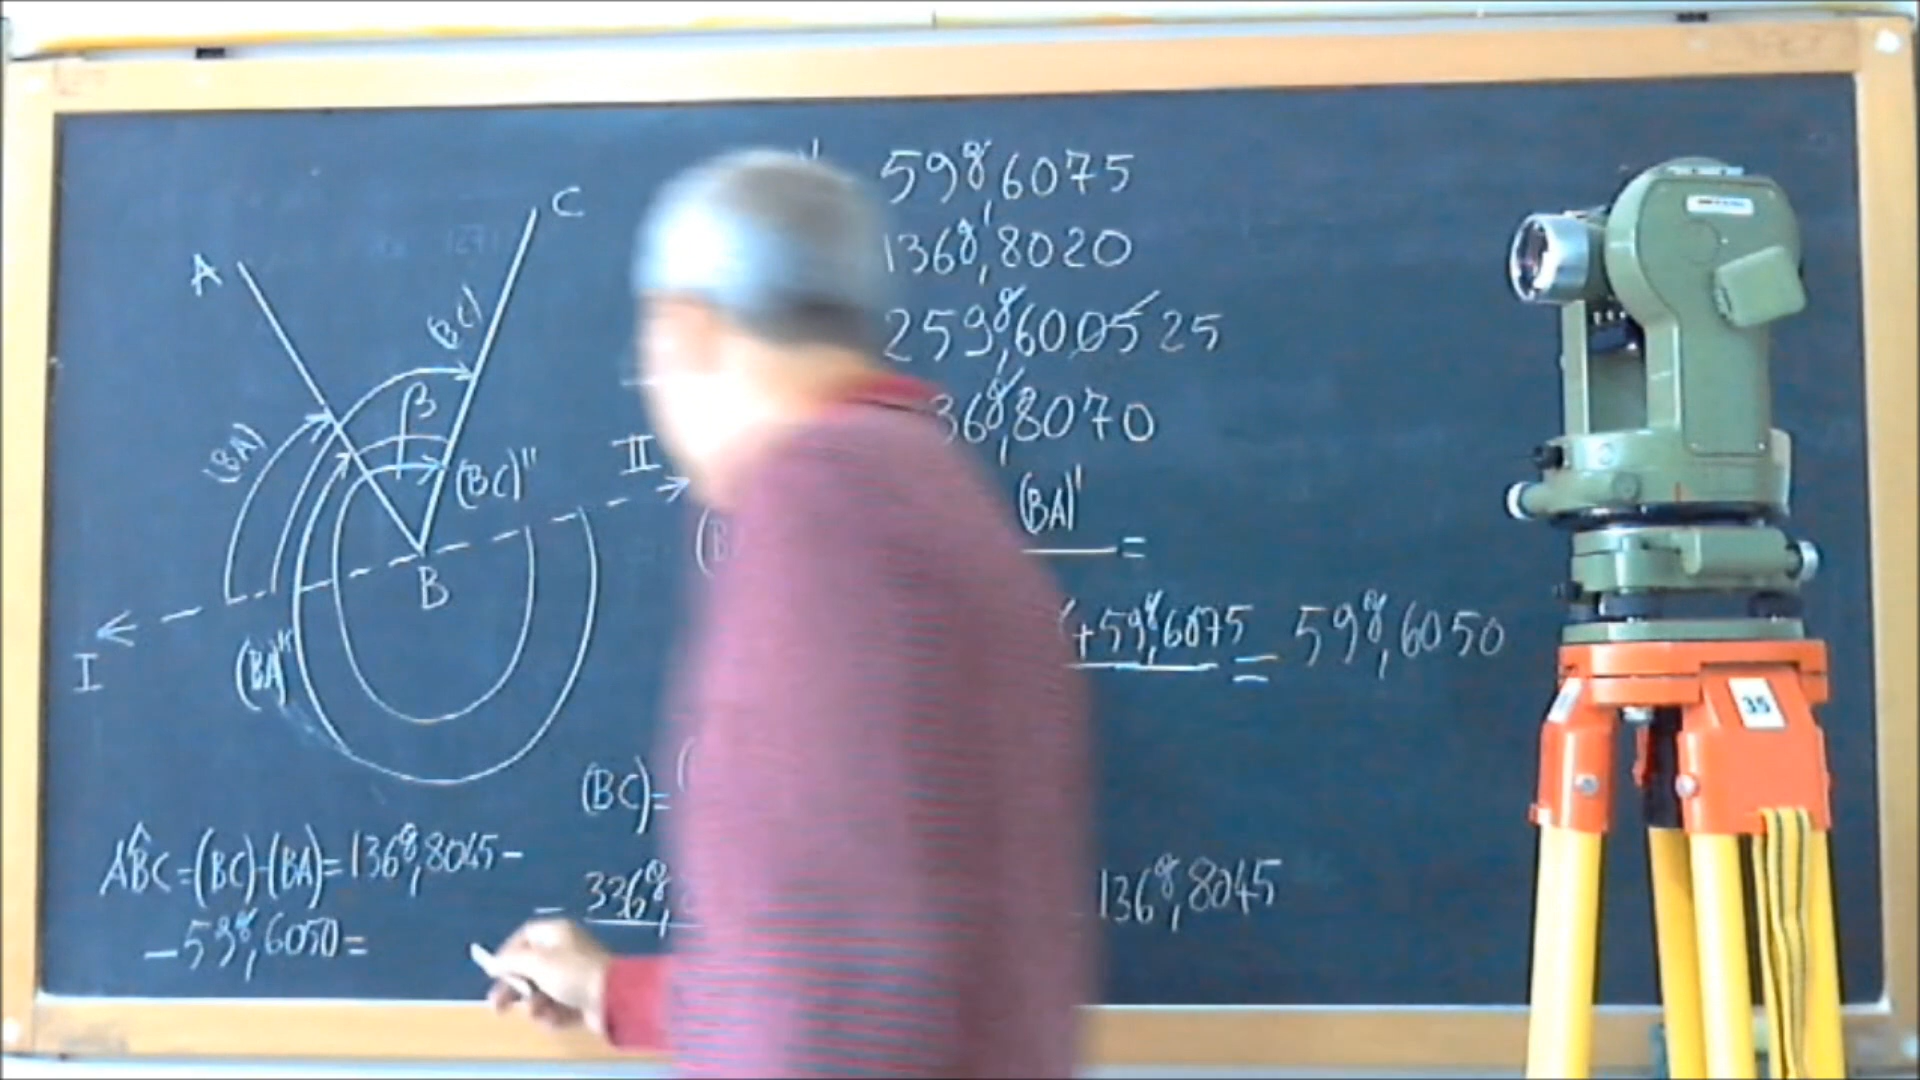 A
C
(BC)
(BA)
β
(BC)''
II
B
I
(BA)''
59ᵍ,6075
136ᵍ,8020
259ᵍ,6005 25
36ᵍ,8070
(BA)'
=
+59ᵍ,6075 = 59ᵍ,6050
(BC)=
336ᵍ,
136ᵍ,8045
AB̂C=(BC)-(BA)=136ᵍ,8045-
-59ᵍ,6050=
35